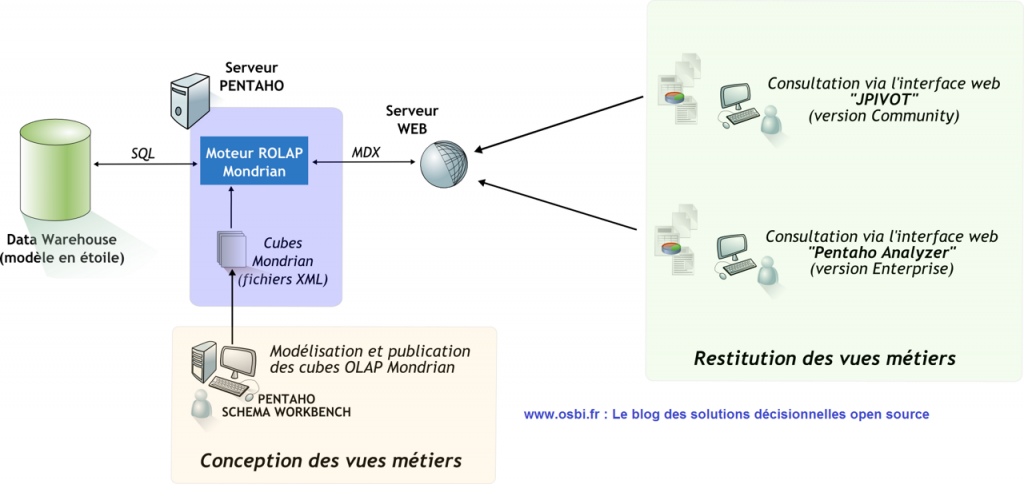 Serveur
PENTAHO
Serveur
WEB
SQL
Moteur ROLAP
Mondrian
MDX
Data Warehouse
(modèle en étoile)
Cubes
Mondrian
(fichiers XML)
Modélisation et publication
des cubes OLAP Mondrian
PENTAHO
SCHEMA WORKBENCH
Conception des vues métiers
Consultation via l'interface web
"JPIVOT"
(version Community)
Consultation via l'interface web
"Pentaho Analyzer"
(version Enterprise)
Restitution des vues métiers
www.osbi.fr : Le blog des solutions décisionnelles open source